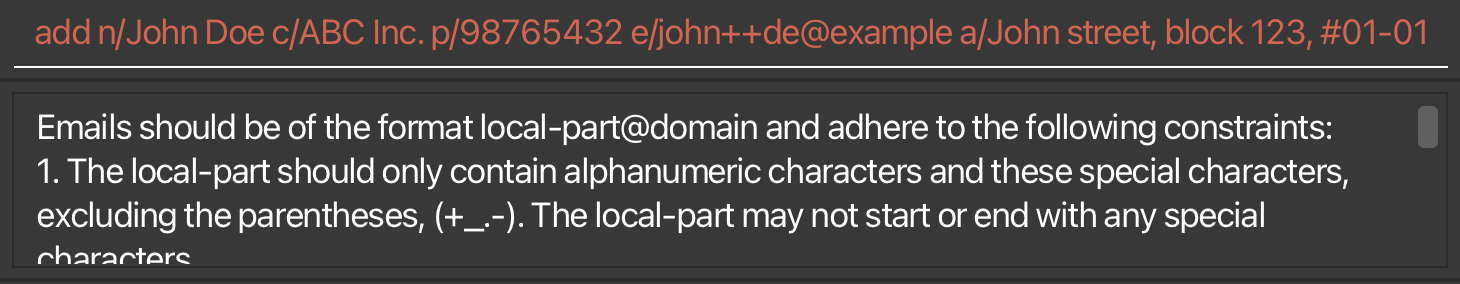 add n/John Doe c/ABC Inc. p/98765432 e/john++de@example a/John street, block 123, #01-01
Emails should be of the format local-part@domain and adhere to the following constraints:
1. The local-part should only contain alphanumeric characters and these special characters,
excluding the parentheses, (+_.-). The local-part may not start or end with any special
characters.